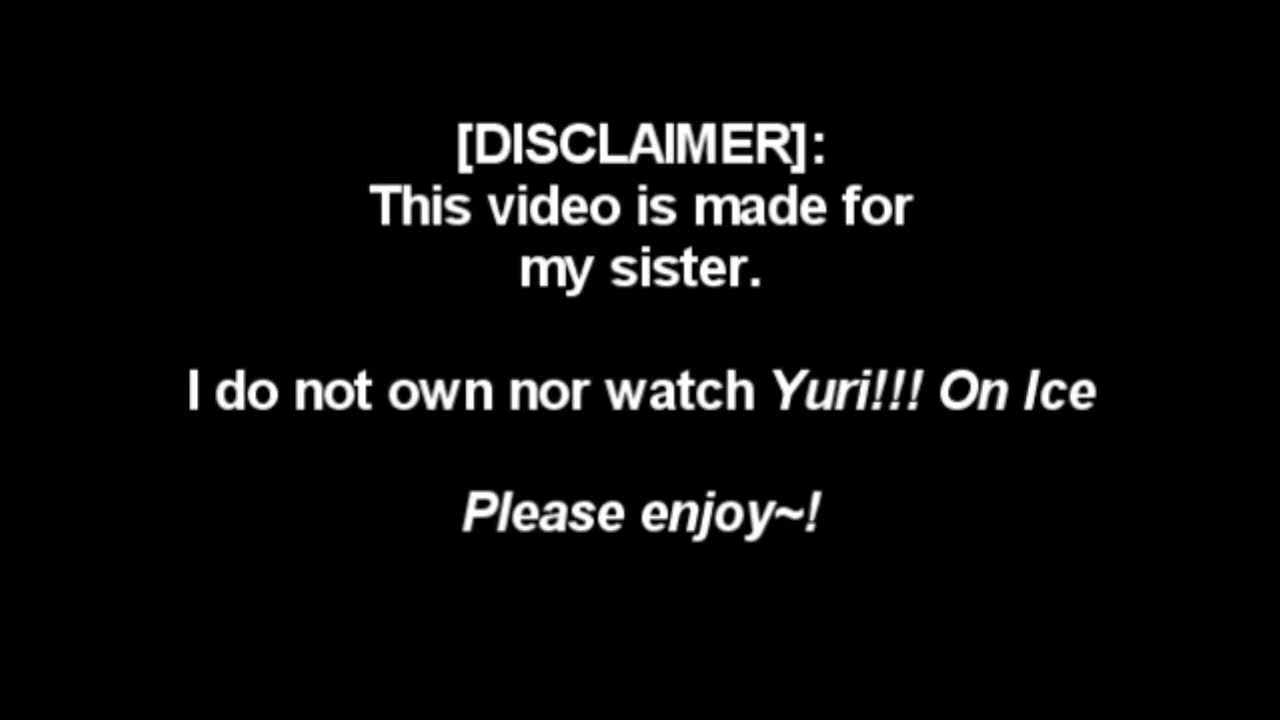 [DISCLAIMER]:
This video is made for
my sister.
I do not own nor watch Yuri!!! On Ice
Please enjoy~!